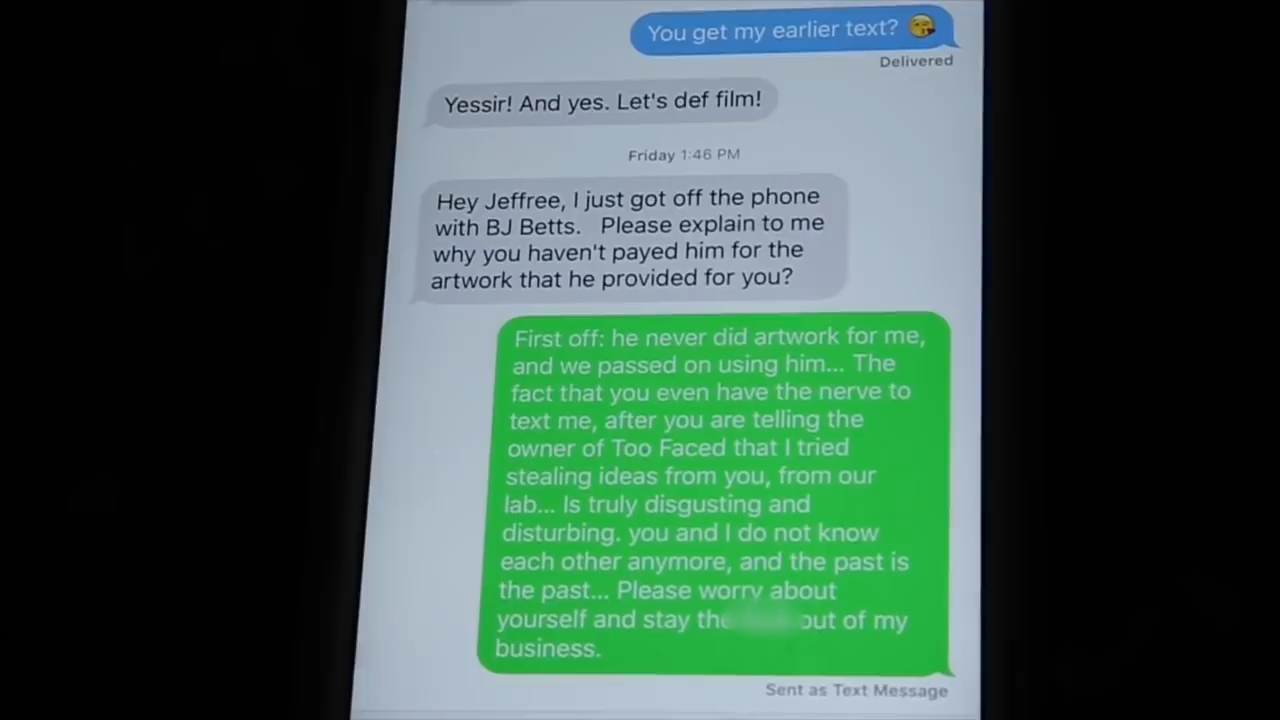 You get my earlier text? 😘
Delivered
Yessir! And yes. Let's def film!
Friday 1:46 PM
Hey Jeffree, I just got off the phone
with BJ Betts. Please explain to me
why you haven't payed him for the
artwork that he provided for you?
First off: he never did artwork for me,
and we passed on using him... The
fact that you even have the nerve to
text me, after you are telling the
owner of Too Faced that I tried
stealing ideas from you, from our
lab... Is truly disgusting and
disturbing. you and I do not know
each other anymore, and the past is
the past... Please worry about
yourself and stay the out of my
business.
Sent as Text Message